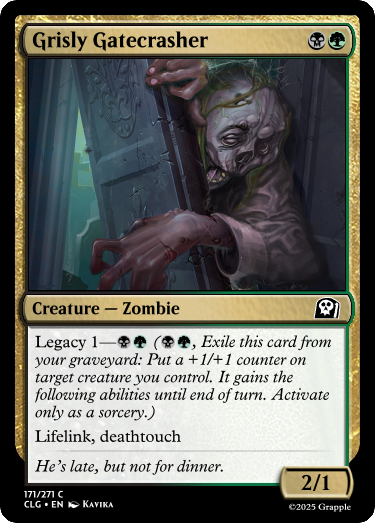 Grisly Gatecrasher
Creature — Zombie
Legacy 1—(, Exile this card from
your graveyard: Put a +1/+1 counter on
target creature you control. It gains the
following abilities until end of turn. Activate
only as a sorcery.)
Lifelink, deathtouch
He's late, but not for dinner.
2/1
171/271 C
CLG • EN Kavika
©2025 Grapple